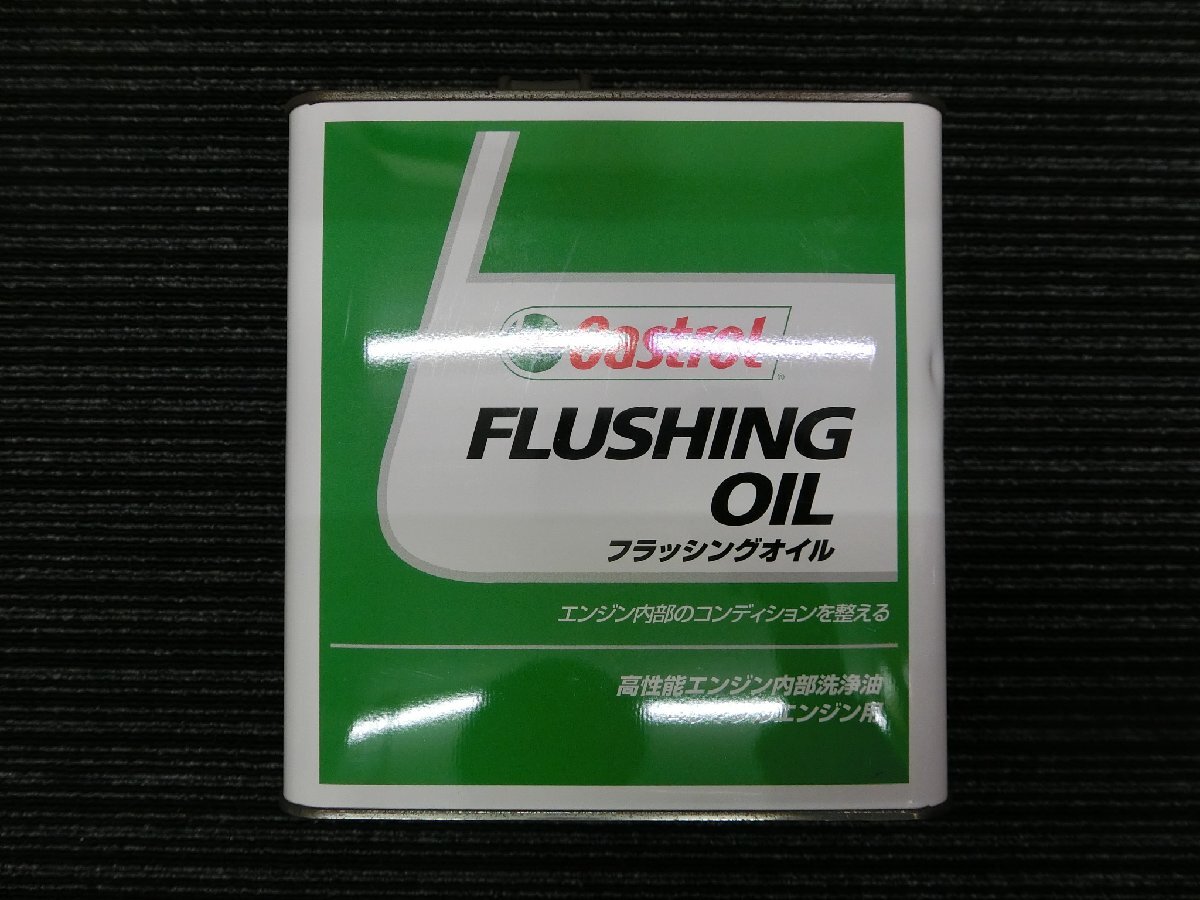 Castrol
FLUSHING
OIL
フラッシングオイル
エンジン内部のコンディションを整える
高性能エンジン内部洗浄油
エンジン用